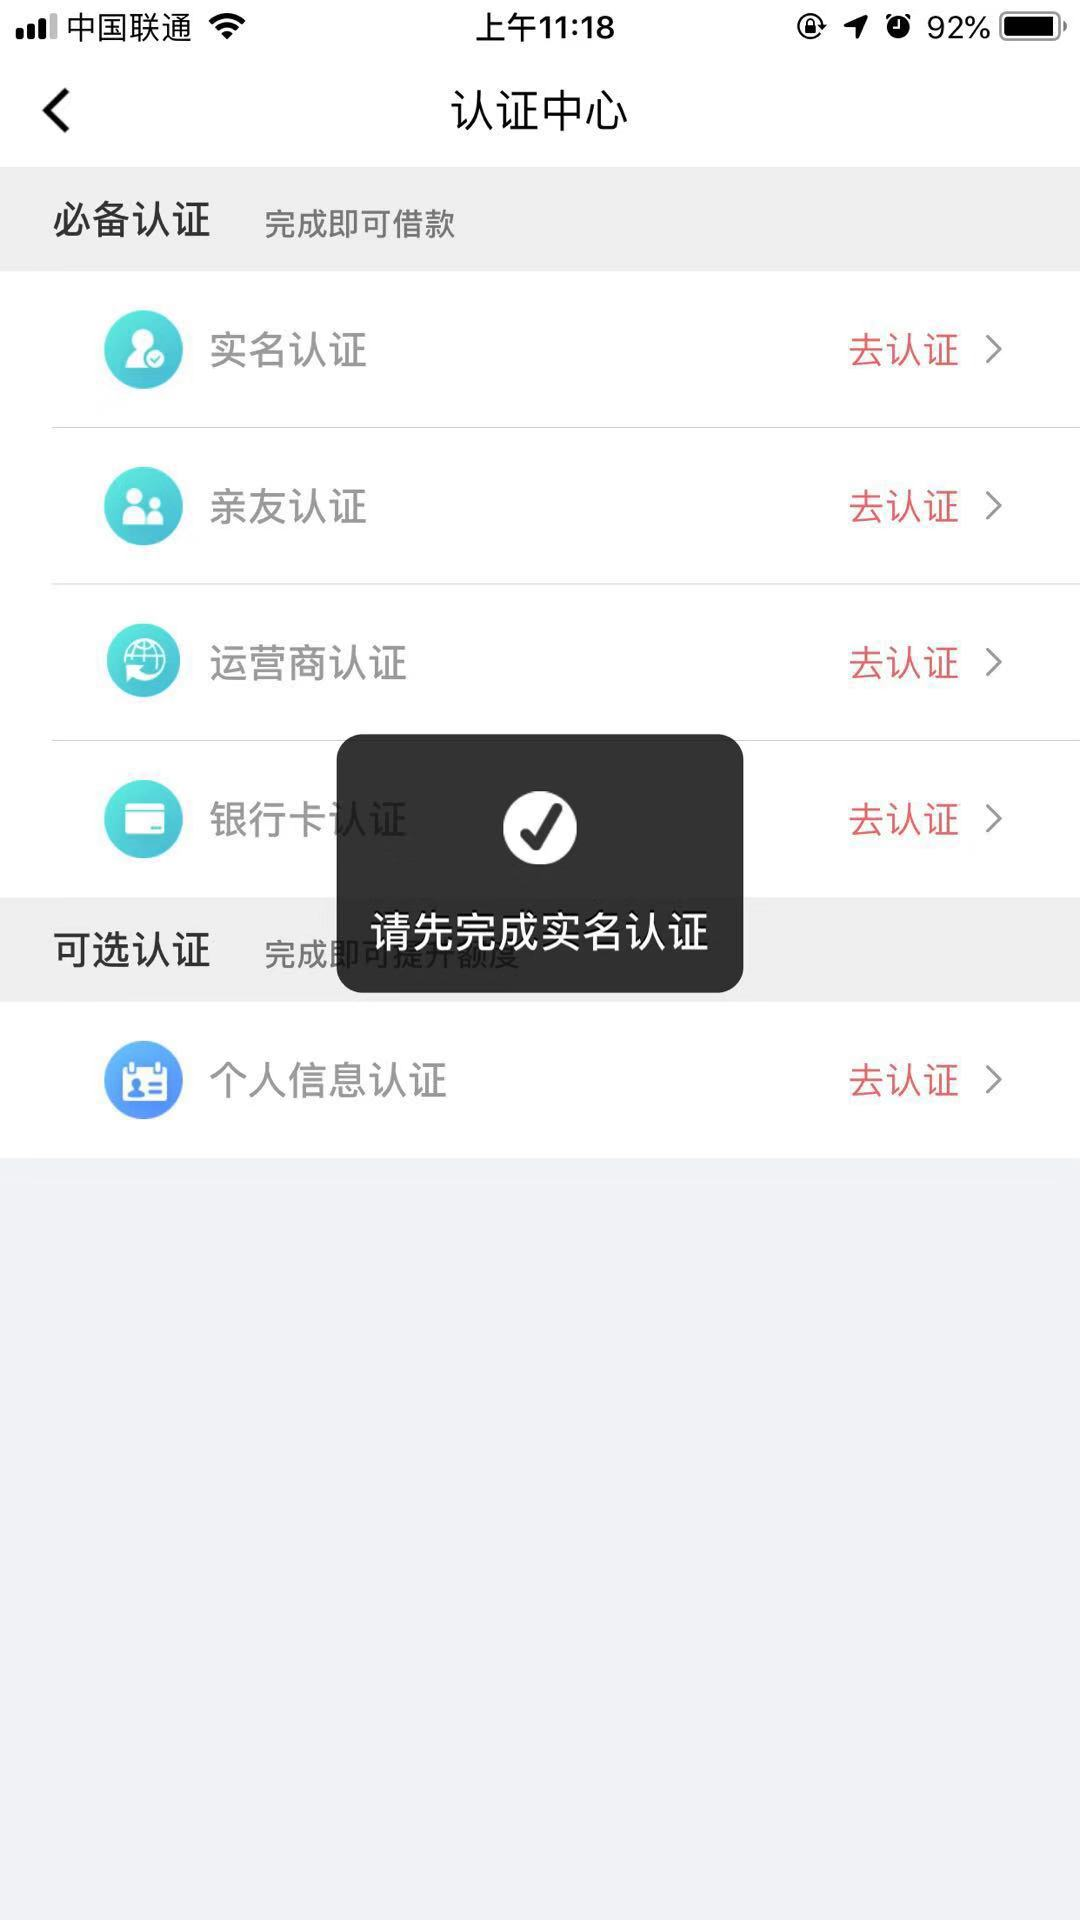 中国联通
上午11:18
92%
认证中心
必备认证
完成即可借款
实名认证
去认证
亲友认证
去认证
运营商认证
去认证
银行卡认证
去认证
请先完成实名认证
可选认证
完成即可提升额度
个人信息认证
去认证